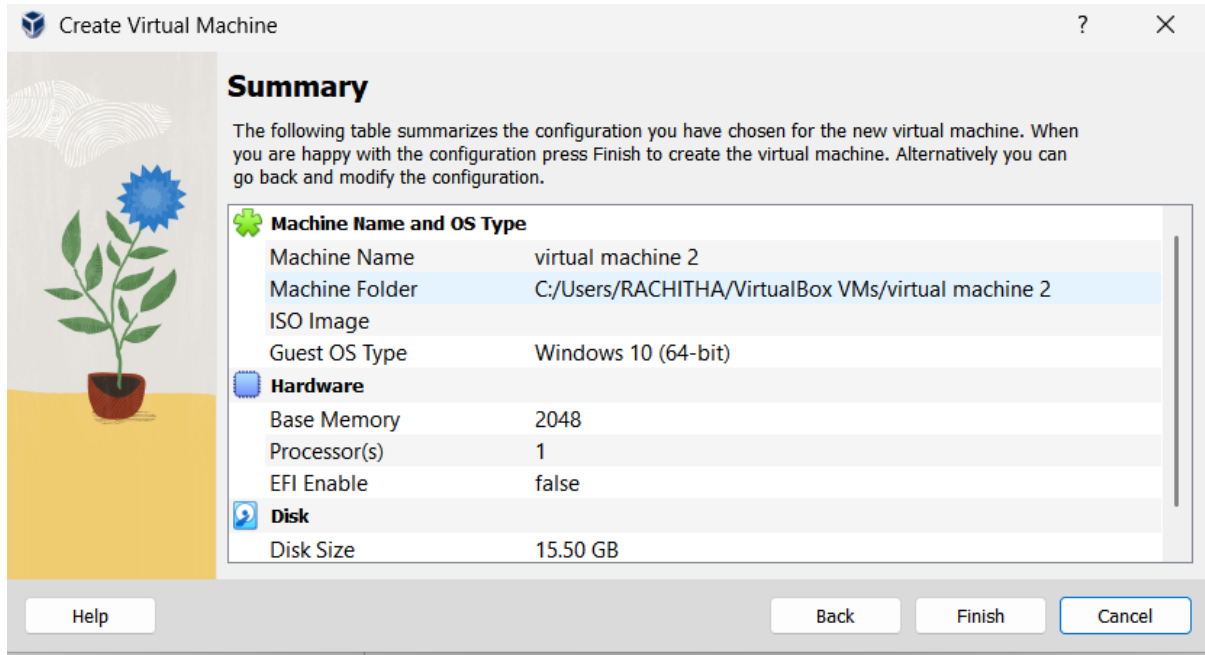 Create Virtual Machine
?
Summary
The following table summarizes the configuration you have chosen for the new virtual machine. When
you are happy with the configuration press Finish to create the virtual machine. Alternatively you can
go back and modify the configuration.
Machine Name and OS Type
Machine Name virtual machine 2
Machine Folder C:/Users/RACHITHA/VirtualBox VMs/virtual machine 2
ISO Image
Guest OS Type Windows 10 (64-bit)
Hardware
Base Memory 2048
Processor(s) 1
EFI Enable false
Disk
Disk Size 15.50 GB
Help Back Finish Cancel